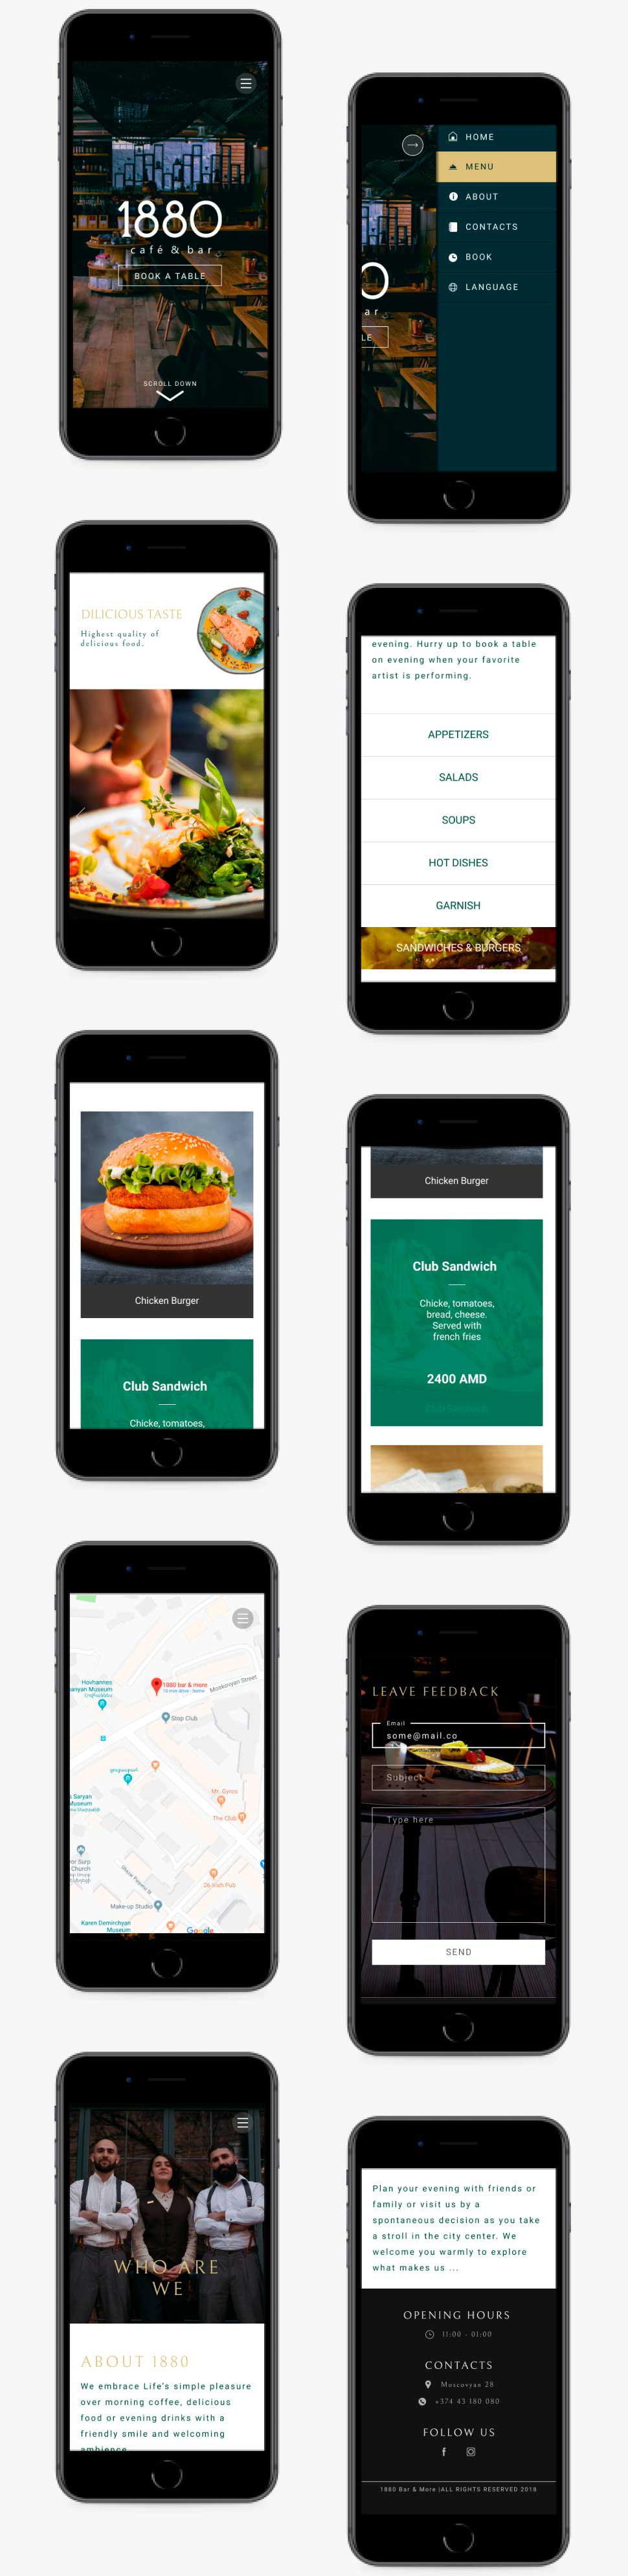 1880
café & bar
BOOK A TABLE
SCROLL DOWN
HOME
MENU
ABOUT
CONTACTS
BOOK
LANGUAGE
O
ar
LE
DILICIOUS TASTE
Highest quality of
delicious food.
evening. Hurry up to book a table
on evening when your favorite
artist is performing.
APPETIZERS
SALADS
SOUPS
HOT DISHES
GARNISH
SANDWICHES & BURGERS
Chicken Burger
Club Sandwich
Chicke, tomatoes,
Chicken Burger
Club Sandwich
Chicke, tomatoes,
bread, cheese.
Served with
french fries
2400 AMD
Club Sandwich
Hovhannes
anyan Museum
1880 bar & more
Moskovyan Street
Stop Club
Mr. Gyros
Saryan
Museum
The Club
er Surp
Church
26 Irish Pub
Make-up Studio
Karen Demirchyan
Museum
Google
LEAVE FEEDBACK
Email
some@mail.co
Subject
Type here
SEND
WHO ARE
WE
ABOUT 1880
We embrace Life's simple pleasure
over morning coffee, delicious
food or evening drinks with a
friendly smile and welcoming
ambience
Plan your evening with friends or
family or visit us by a
spontaneous decision as you take
a stroll in the city center. We
welcome you warmly to explore
what makes us ...
OPENING HOURS
11:00 - 01:00
CONTACTS
Moscovyan 28
+374 43 180 080
FOLLOW US
1880 Bar & More |ALL RIGHTS RESERVED 2018